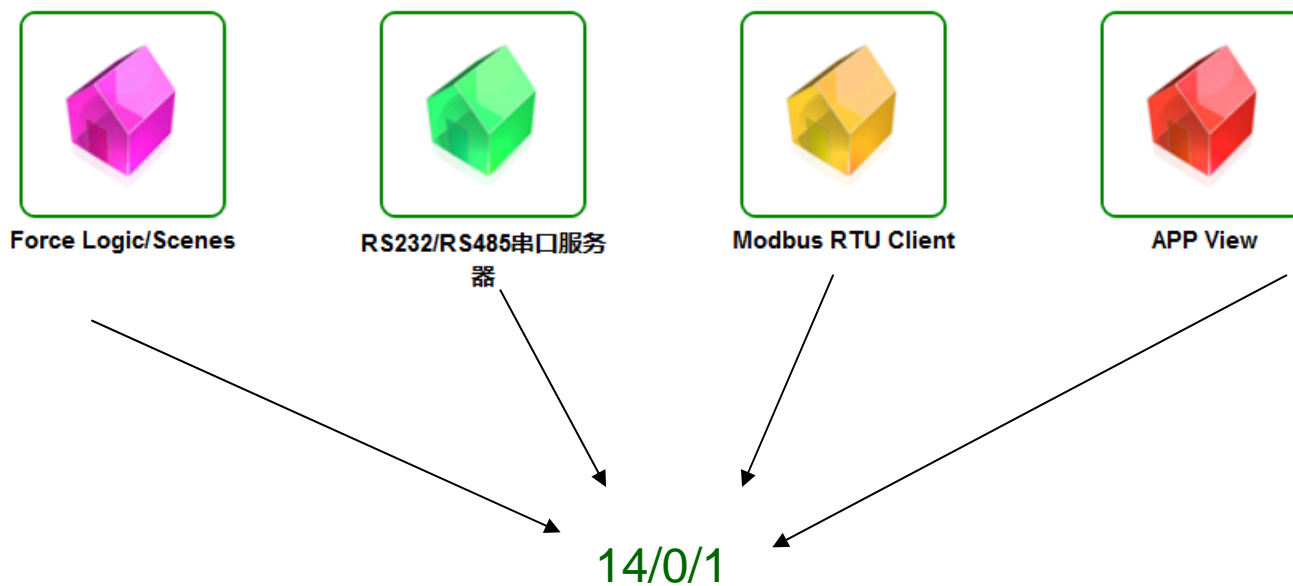 Force Logic/Scenes
RS232/RS485串口服务
器
Modbus RTU Client
APP View
14/0/1